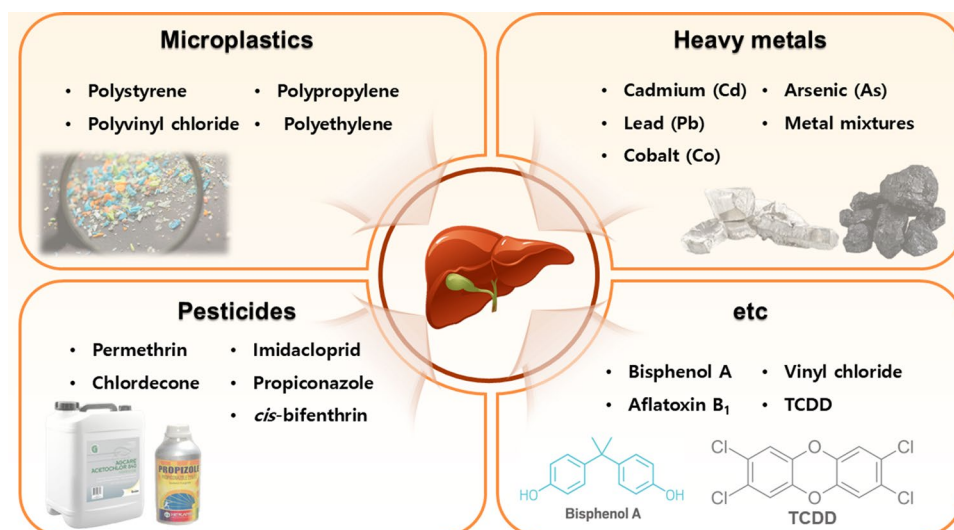 Microplastics
• Polystyrene • Polypropylene
• Polyvinyl chloride • Polyethylene
Heavy metals
• Cadmium (Cd) • Arsenic (As)
• Lead (Pb) • Metal mixtures
• Cobalt (Co)
Pesticides
• Permethrin • Imidacloprid
• Chlordecone • Propiconazole
• cis-bifenthrin
PROPIZOLE
etc
• Bisphenol A • Vinyl chloride
• Aflatoxin B₁ • TCDD
HO OH
Bisphenol A
Cl O Cl
Cl O Cl
TCDD